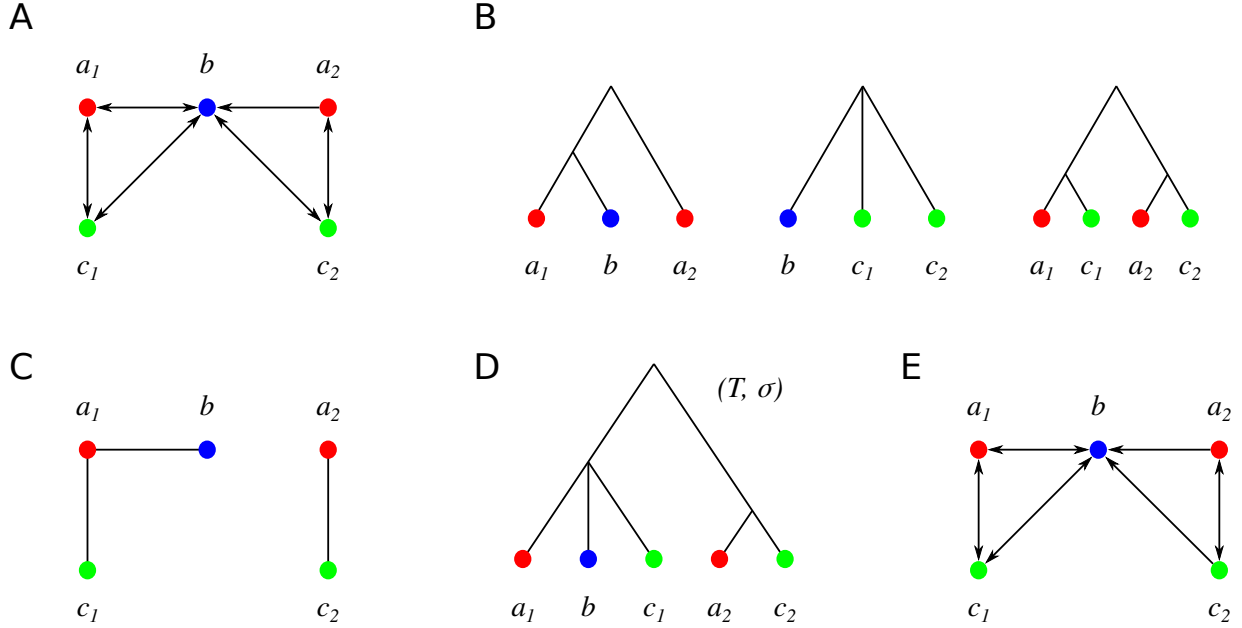 A
a1 b a2
c1 c2
B
a1 b a2
b c1 c2
a1 c1 a2 c2
C
a1 b a2
c1 c2
D
(T, σ)
a1 b c1 a2 c2
E
a1 b a2
c1 c2